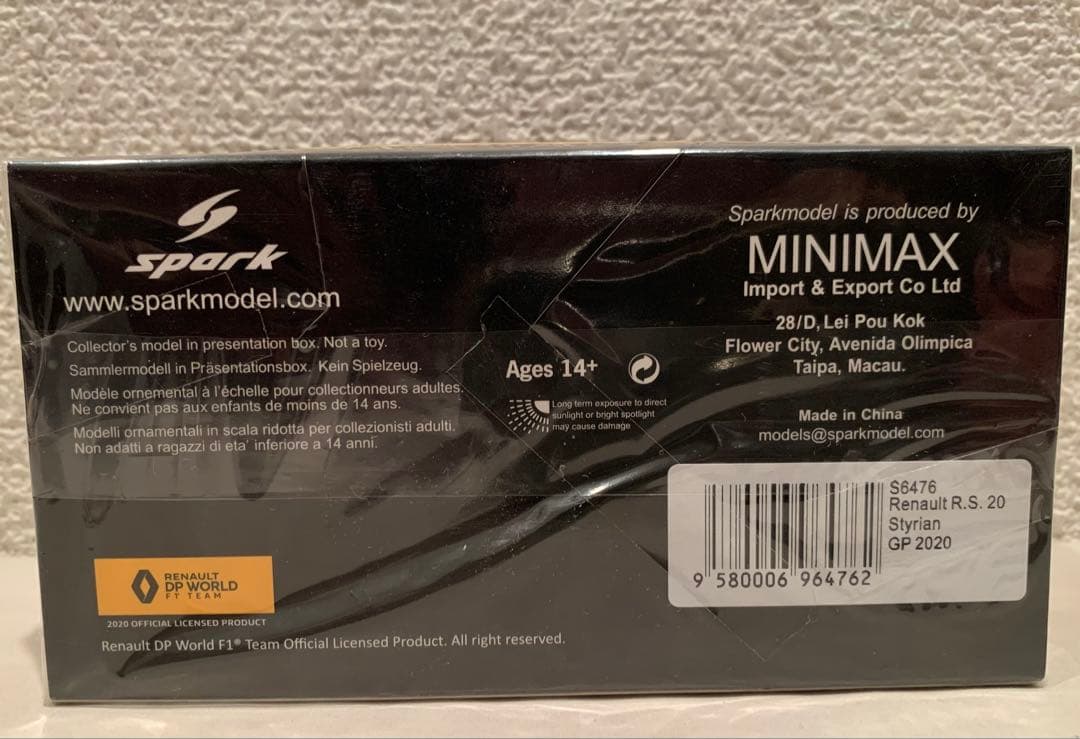 spark
www.sparkmodel.com
Collector's model in presentation box. Not a toy.
Sammlermodell in Präsentationsbox. Kein Spielzeug.
Modèle ornemental à l'échelle pour collectionneurs adultes.
Ne convient pas aux enfants de moins de 14 ans.
Modelli ornamentali in scala ridotta per collezionisti adulti.
Non adatti a ragazzi di eta' inferiore a 14 anni.
Ages 14+
Long term exposure to direct
sunlight or bright spotlight
may cause damage
Sparkmodel is produced by
MINIMAX
Import & Export Co Ltd
28/D, Lei Pou Kok
Flower City, Avenida Olimpica
Taipa, Macau.
Made in China
models@sparkmodel.com
S6476
Renault R.S. 20
Styrian
GP 2020
9 580006 964762
RENAULT
DP WORLD
F1 TEAM
2020 OFFICIAL LICENSED PRODUCT
Renault DP World F1® Team Official Licensed Product. All right reserved.